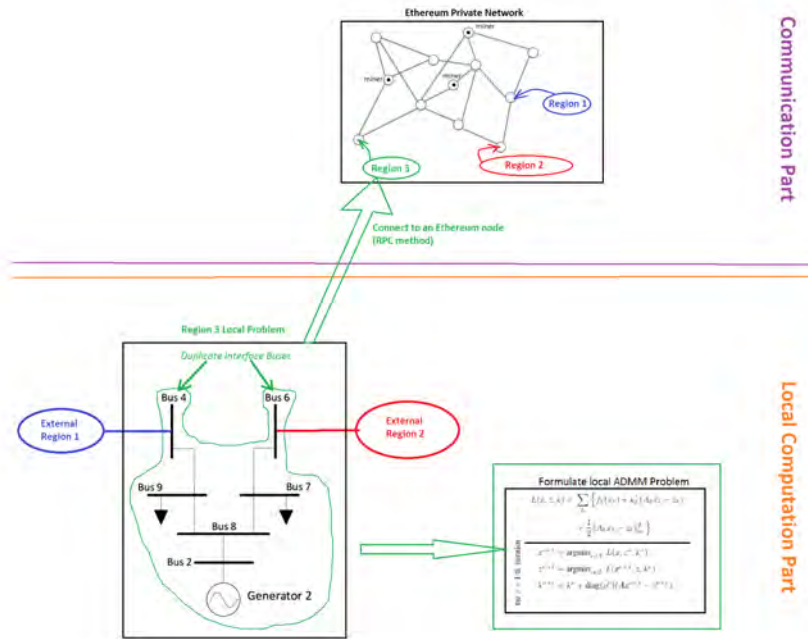 Ethereum Private Network
miner
miner
miner
Region 1
Region 2
Region 3
Communication Part
Connect to an Ethereum node
(RPC method)
Region 3 Local Problem
Duplicate Interface Buses
Bus 4
Bus 6
External
Region 1
External
Region 2
Bus 9
Bus 7
Bus 8
Bus 2
Generator 2
Local Computation Part
Formulate local ADMM Problem